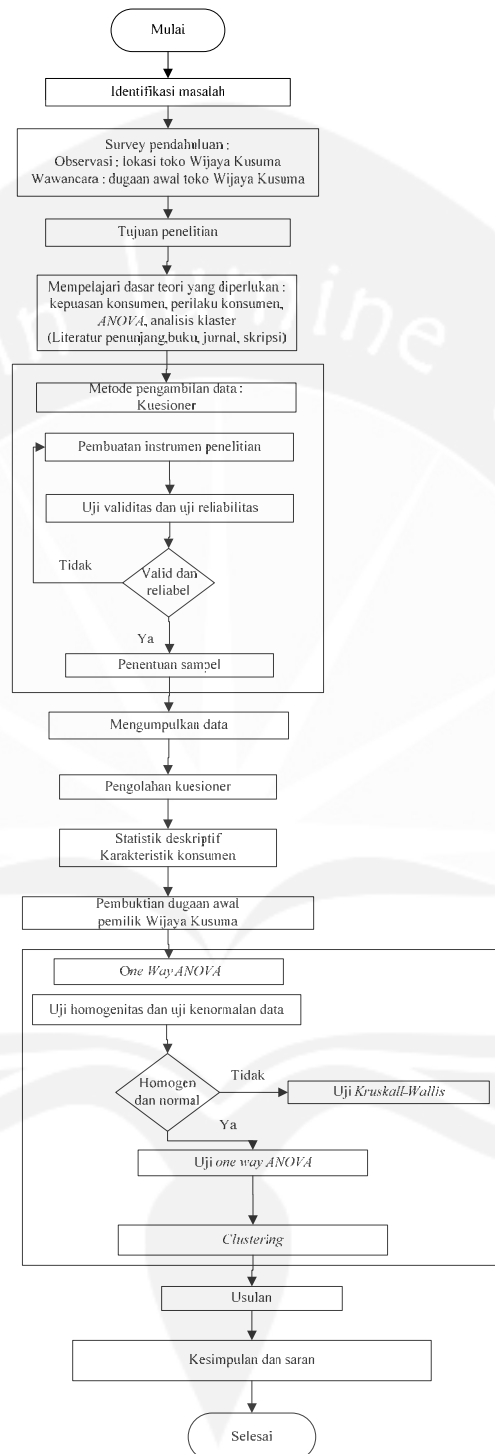 Mulai
Identifikasi masalah
Survey pendahuluan :
Observasi : lokasi toko Wijaya Kusuma
Wawancara : dugaan awal toko Wijaya Kusuma
Tujuan penelitian
Mempelajari dasar teori yang diperlukan :
kepuasan konsumen, perilaku konsumen,
ANOVA, analisis klaster
(Literatur penunjang,buku, jurnal, skripsi)
Metode pengambilan data :
Kuesioner
Pembuatan instrumen penelitian
Uji validitas dan uji reliabilitas
Tidak
Valid dan
reliabel
Ya
Penentuan sampel
Mengumpulkan data
Pengolahan kuesioner
Statistik deskriptif
Karakteristik konsumen
Pembuktian dugaan awal
pemilik Wijaya Kusuma
One Way ANOVA
Uji homogenitas dan uji kenormalan data
Homogen
dan normal
Tidak
Uji Kruskall-Wallis
Ya
Uji one way ANOVA
Clustering
Usulan
Kesimpulan dan saran
Selesai